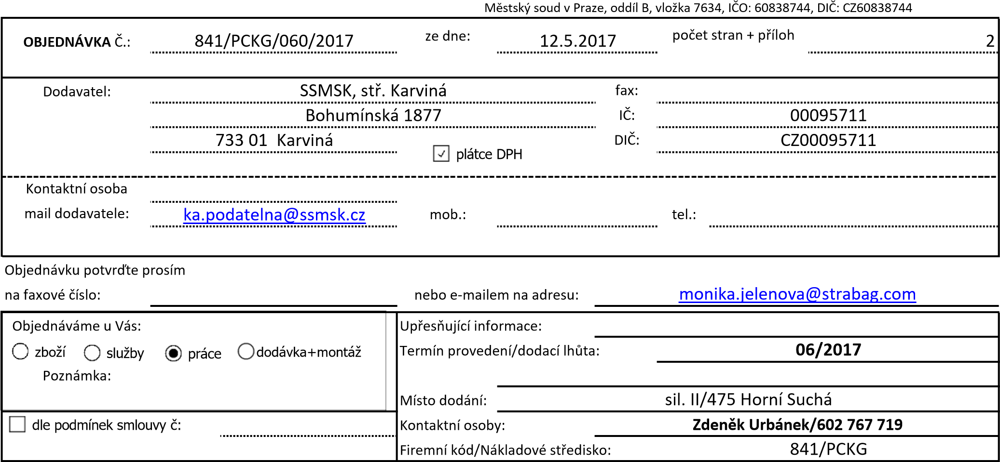 Městský soud v Praze, oddíl B, vložka 7634, IČO: 60838744, DIČ: CZ60838744
OBJEDNÁVKA Č.: 841/PCKG/060/2017 ze dne: 12.5.2017 počet stran + příloh 2
Dodavatel: SSMSK, stř. Karviná fax:
Bohumínská 1877 IČ: 00095711
733 01 Karviná DIČ: CZ00095711
plátce DPH
Kontaktní osoba
mail dodavatele: ka.podatelna@ssmsk.cz mob.: tel.:
Objednávku potvrďte prosím
na faxové číslo: nebo e-mailem na adresu: monika.jelenova@strabag.com
Objednáváme u Vás: Upřesňující informace:
zboží služby práce dodávka+montáž Termín provedení/dodací lhůta: 06/2017
Poznámka:
Místo dodání: sil. II/475 Horní Suchá
dle podmínek smlouvy č: Kontaktní osoby: Zdeněk Urbánek/602 767 719
Firemní kód/Nákladové středisko: 841/PCKG